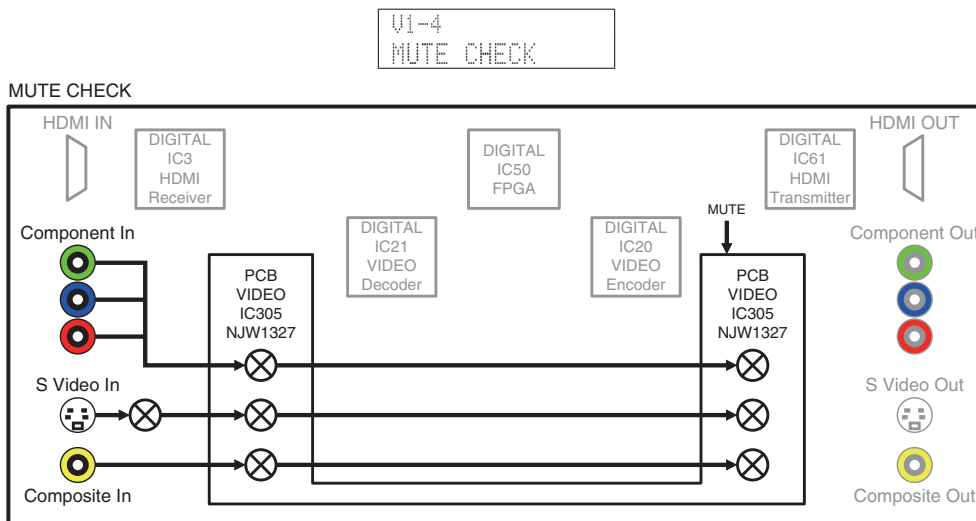 V1-4
MUTE CHECK
MUTE CHECK
HDMI IN
DIGITAL
IC3
HDMI
Receiver
DIGITAL
IC50
FPGA
DIGITAL
IC61
HDMI
Transmitter
HDMI OUT
MUTE
Component In
DIGITAL
IC21
VIDEO
Decoder
DIGITAL
IC20
VIDEO
Encoder
Component Out
PCB
VIDEO
IC305
NJW1327
PCB
VIDEO
IC305
NJW1327
S Video In
S Video Out
Composite In
Composite Out